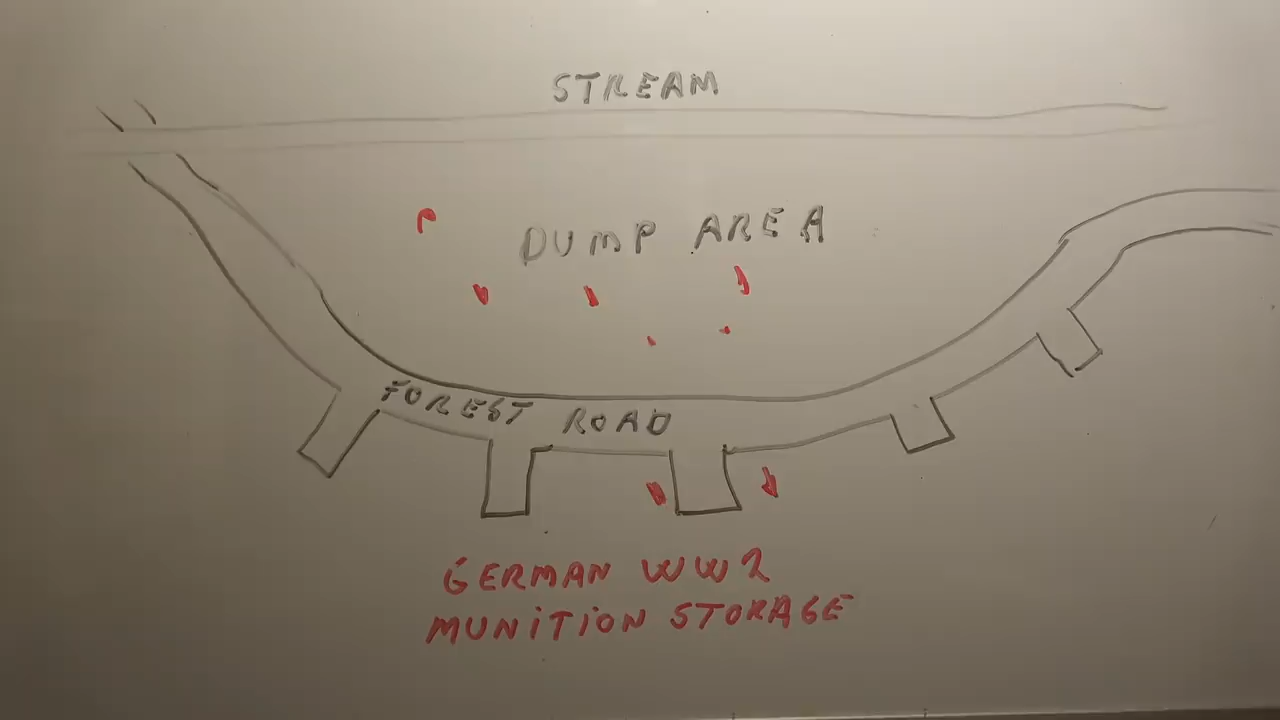 STREAM
DUMP AREA
FOREST ROAD
GERMAN WW2
MUNITION STORAGE